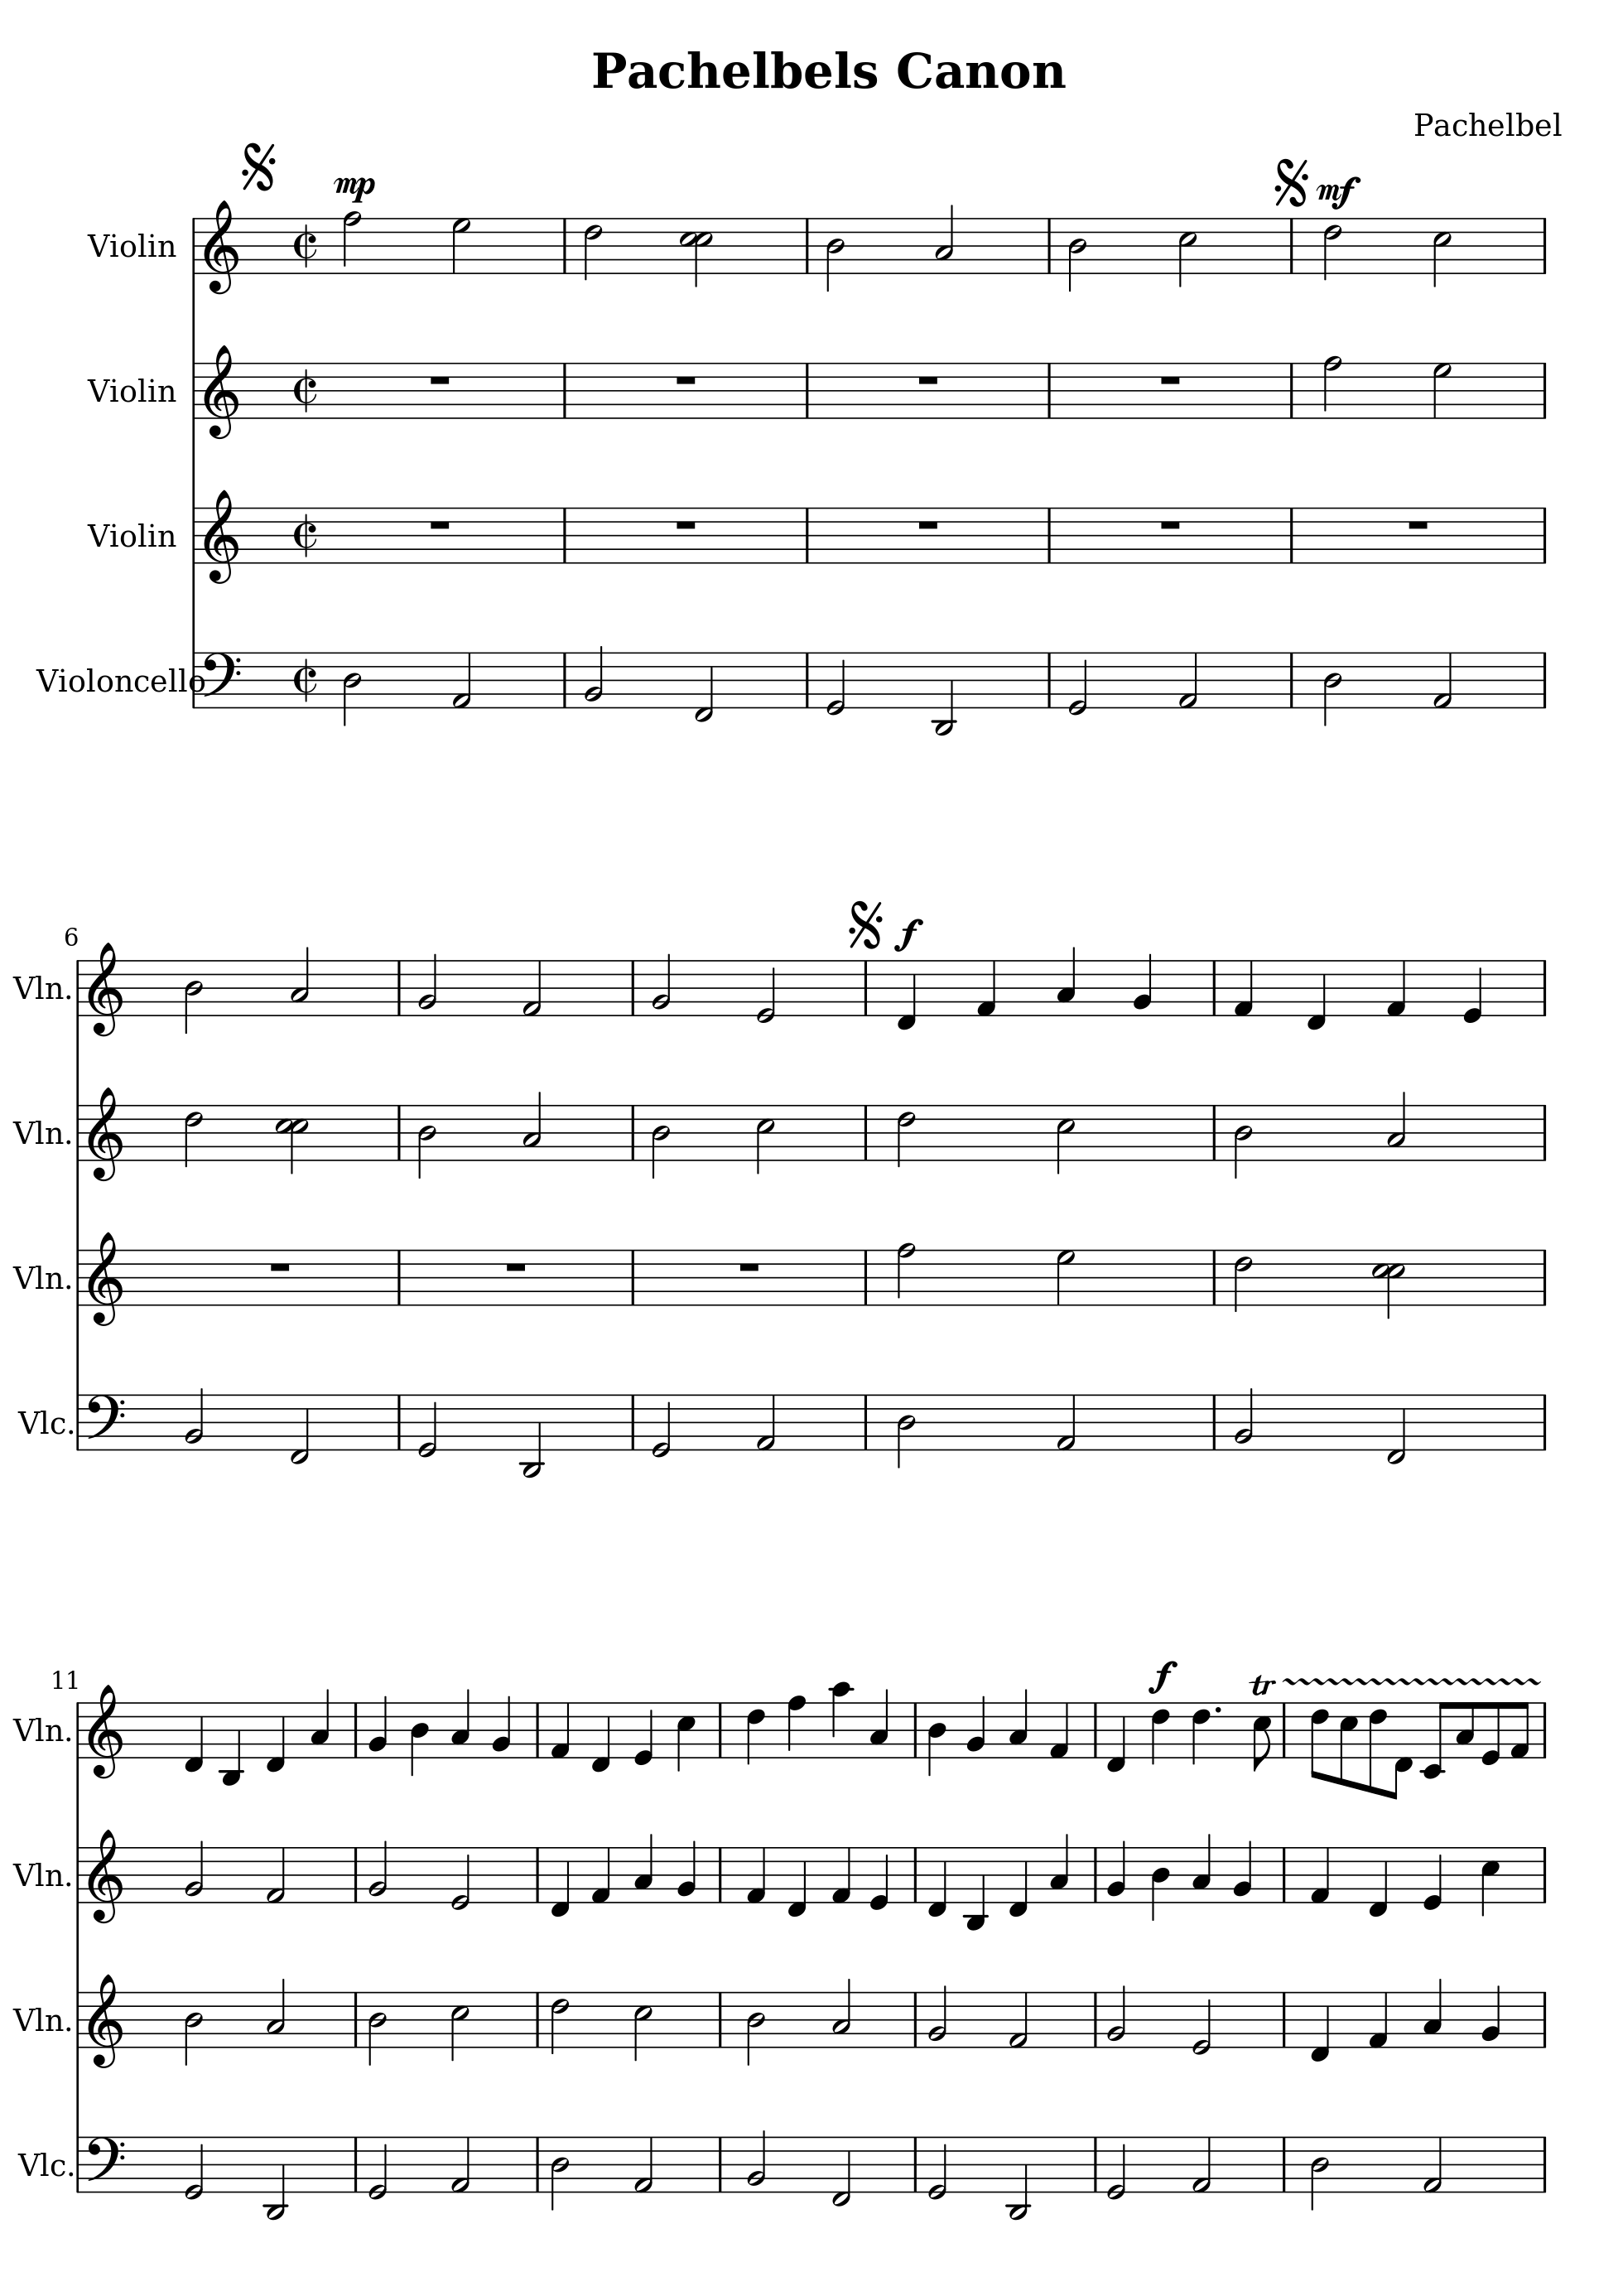 Pachelbels Canon
Pachelbel
mp
mf
Violin
Violin
Violin
Violoncello
6
f
Vln.
Vln.
Vln.
Vlc.
11
f
tr
Vln.
Vln.
Vln.
Vlc.